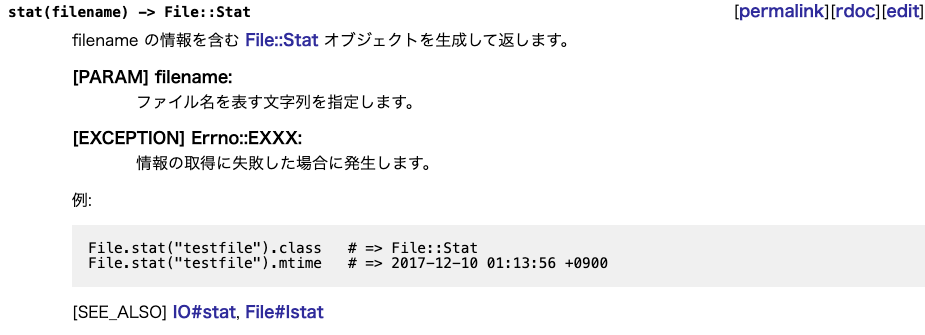 stat(filename) -> File::Stat [permalink][rdoc][edit]
filename の情報を含む File::Stat オブジェクトを生成して返します。
[PARAM] filename:
ファイル名を表す文字列を指定します。
[EXCEPTION] Errno::EXXX:
情報の取得に失敗した場合に発生します。
例:
File.stat("testfile").class   # => File::Stat
File.stat("testfile").mtime   # => 2017-12-10 01:13:56 +0900
[SEE_ALSO] IO#stat, File#lstat